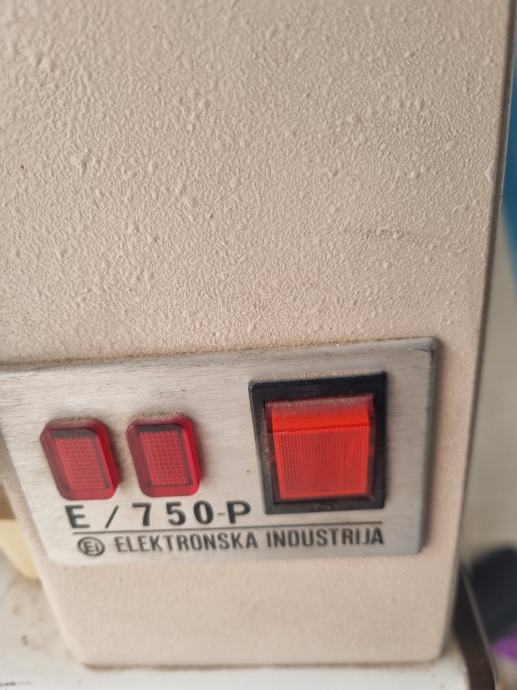 E / 750-P
Ei ELEKTRONSKA INDUSTRIJA